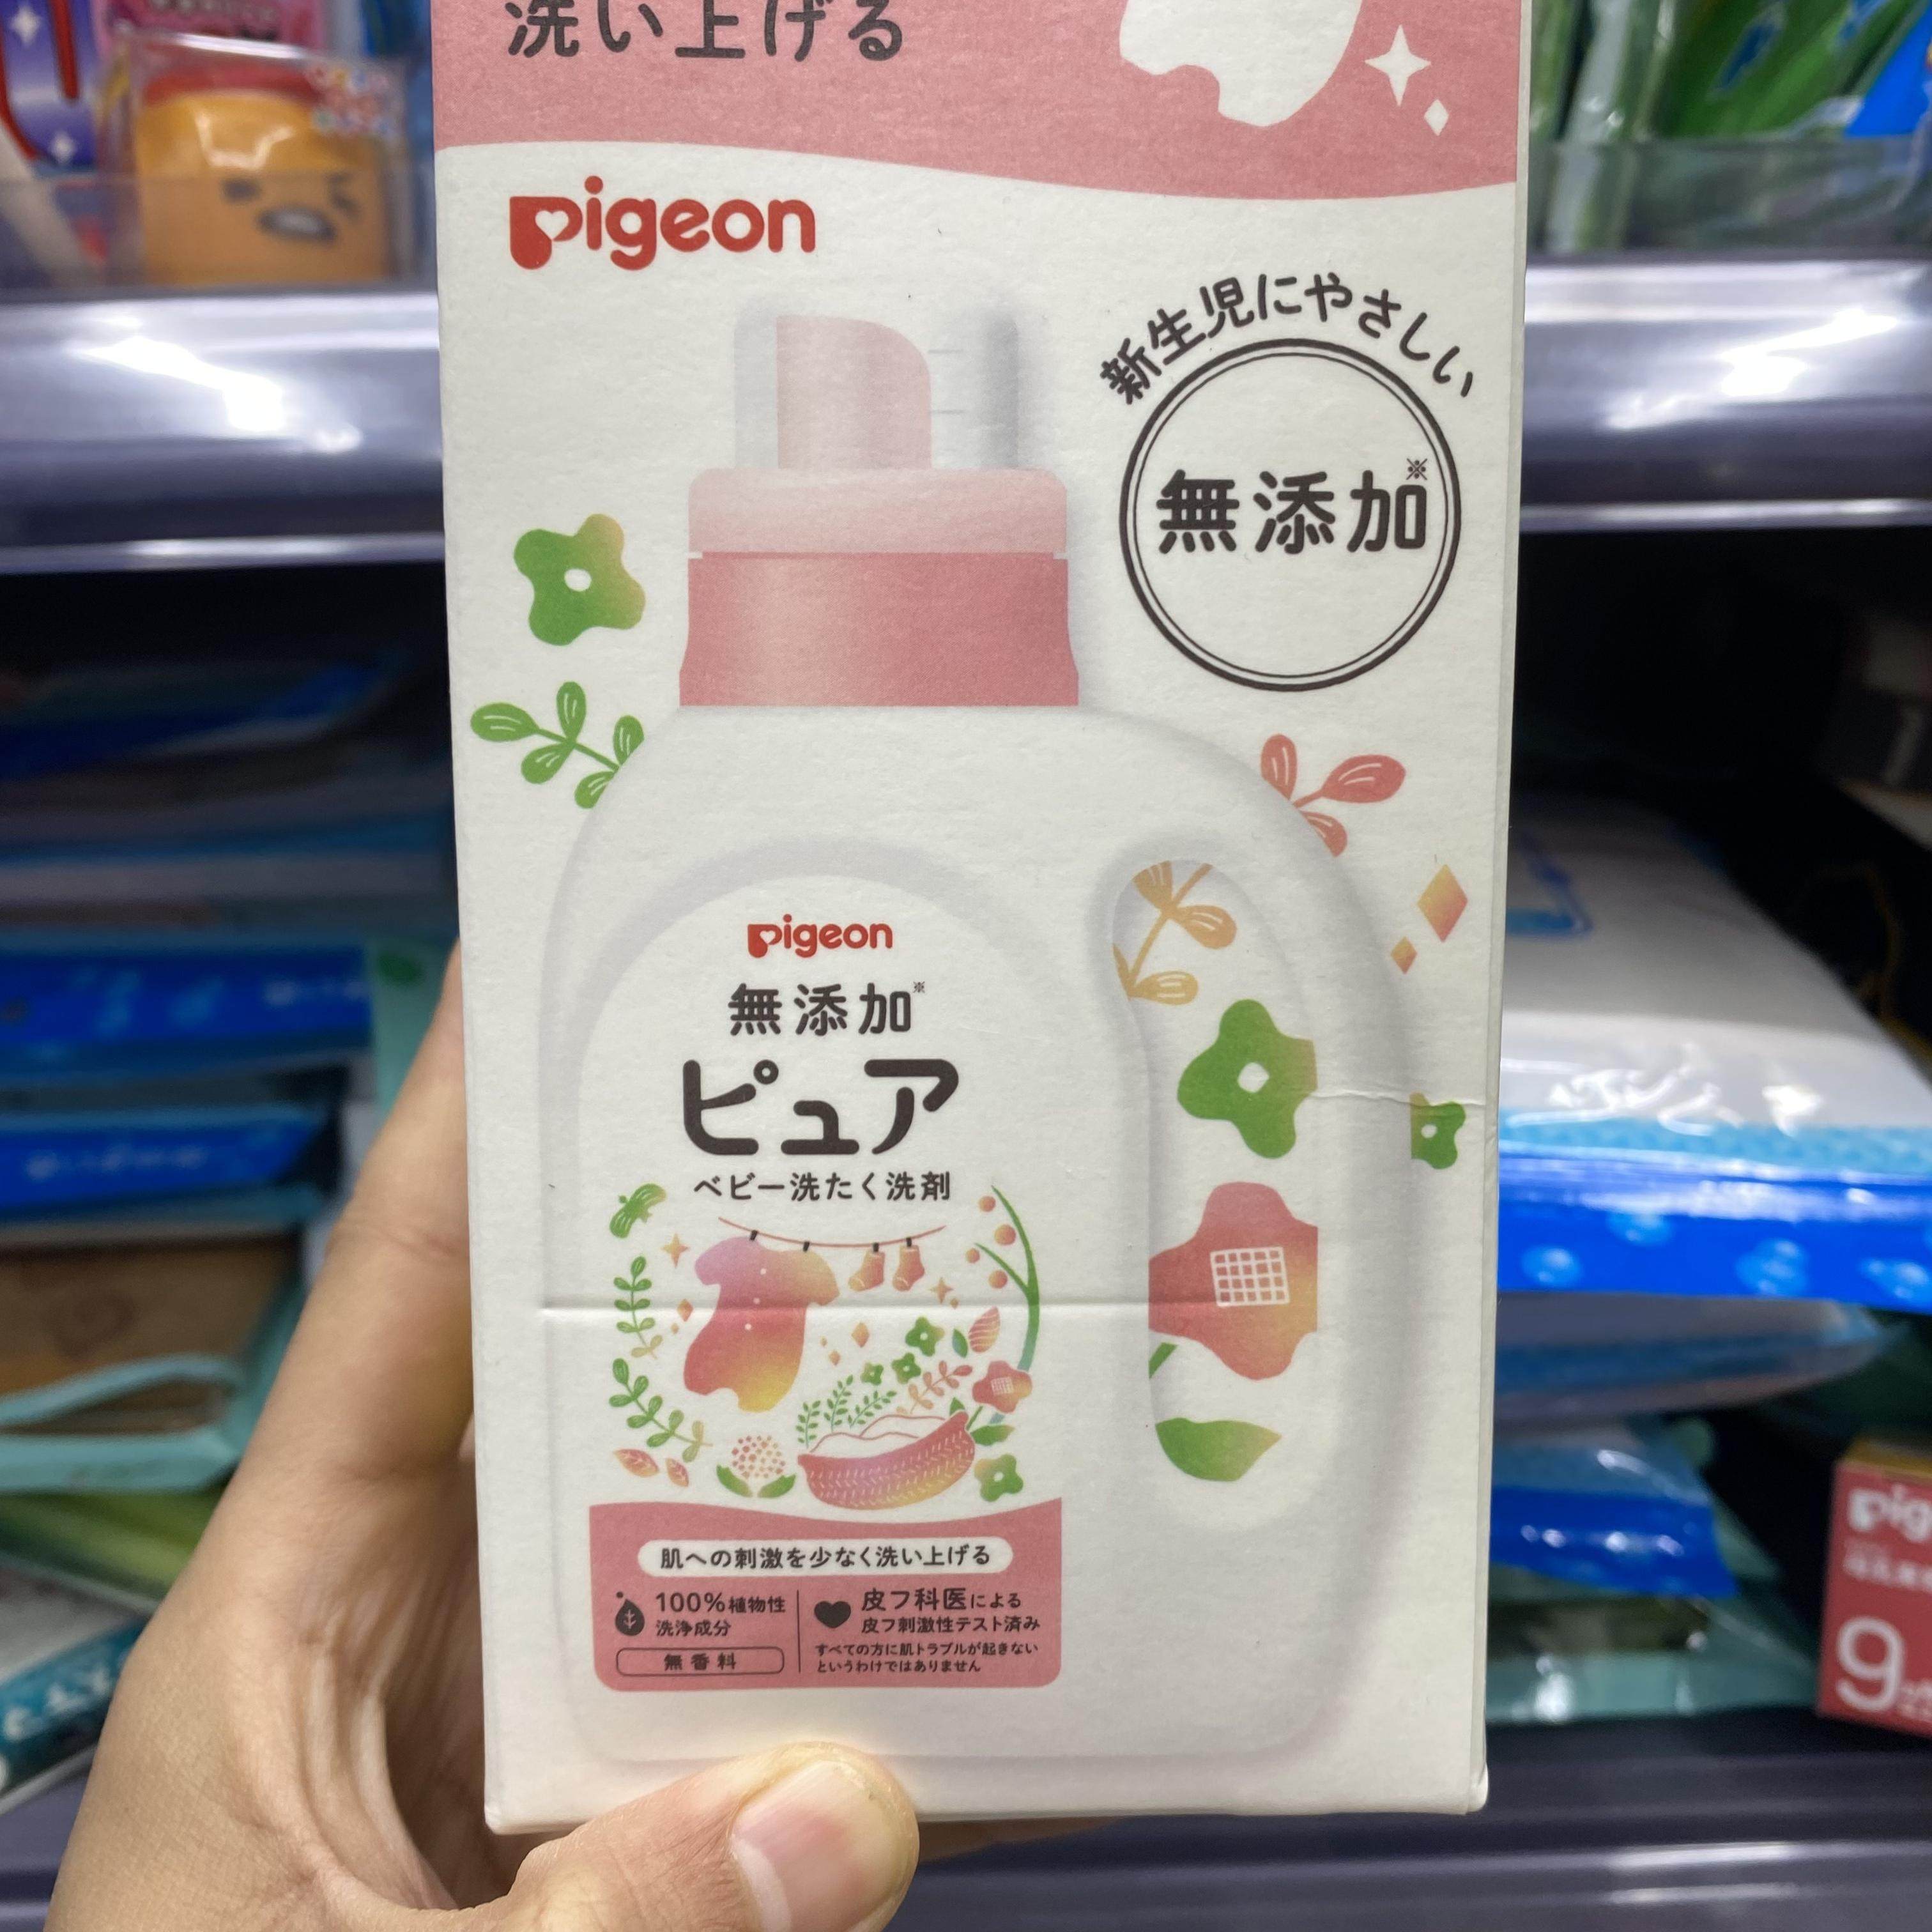 洗い上げる
pigeon
新生児にやさしい
無添加※
pigeon
無添加※
ピュア
ベビー洗たく洗剤
肌への刺激を少なく洗い上げる
100%植物性
洗浄成分
無香料
皮フ科医による
皮フ刺激性テスト済み
すべての方に肌トラブルが起きない
というわけではありません
9